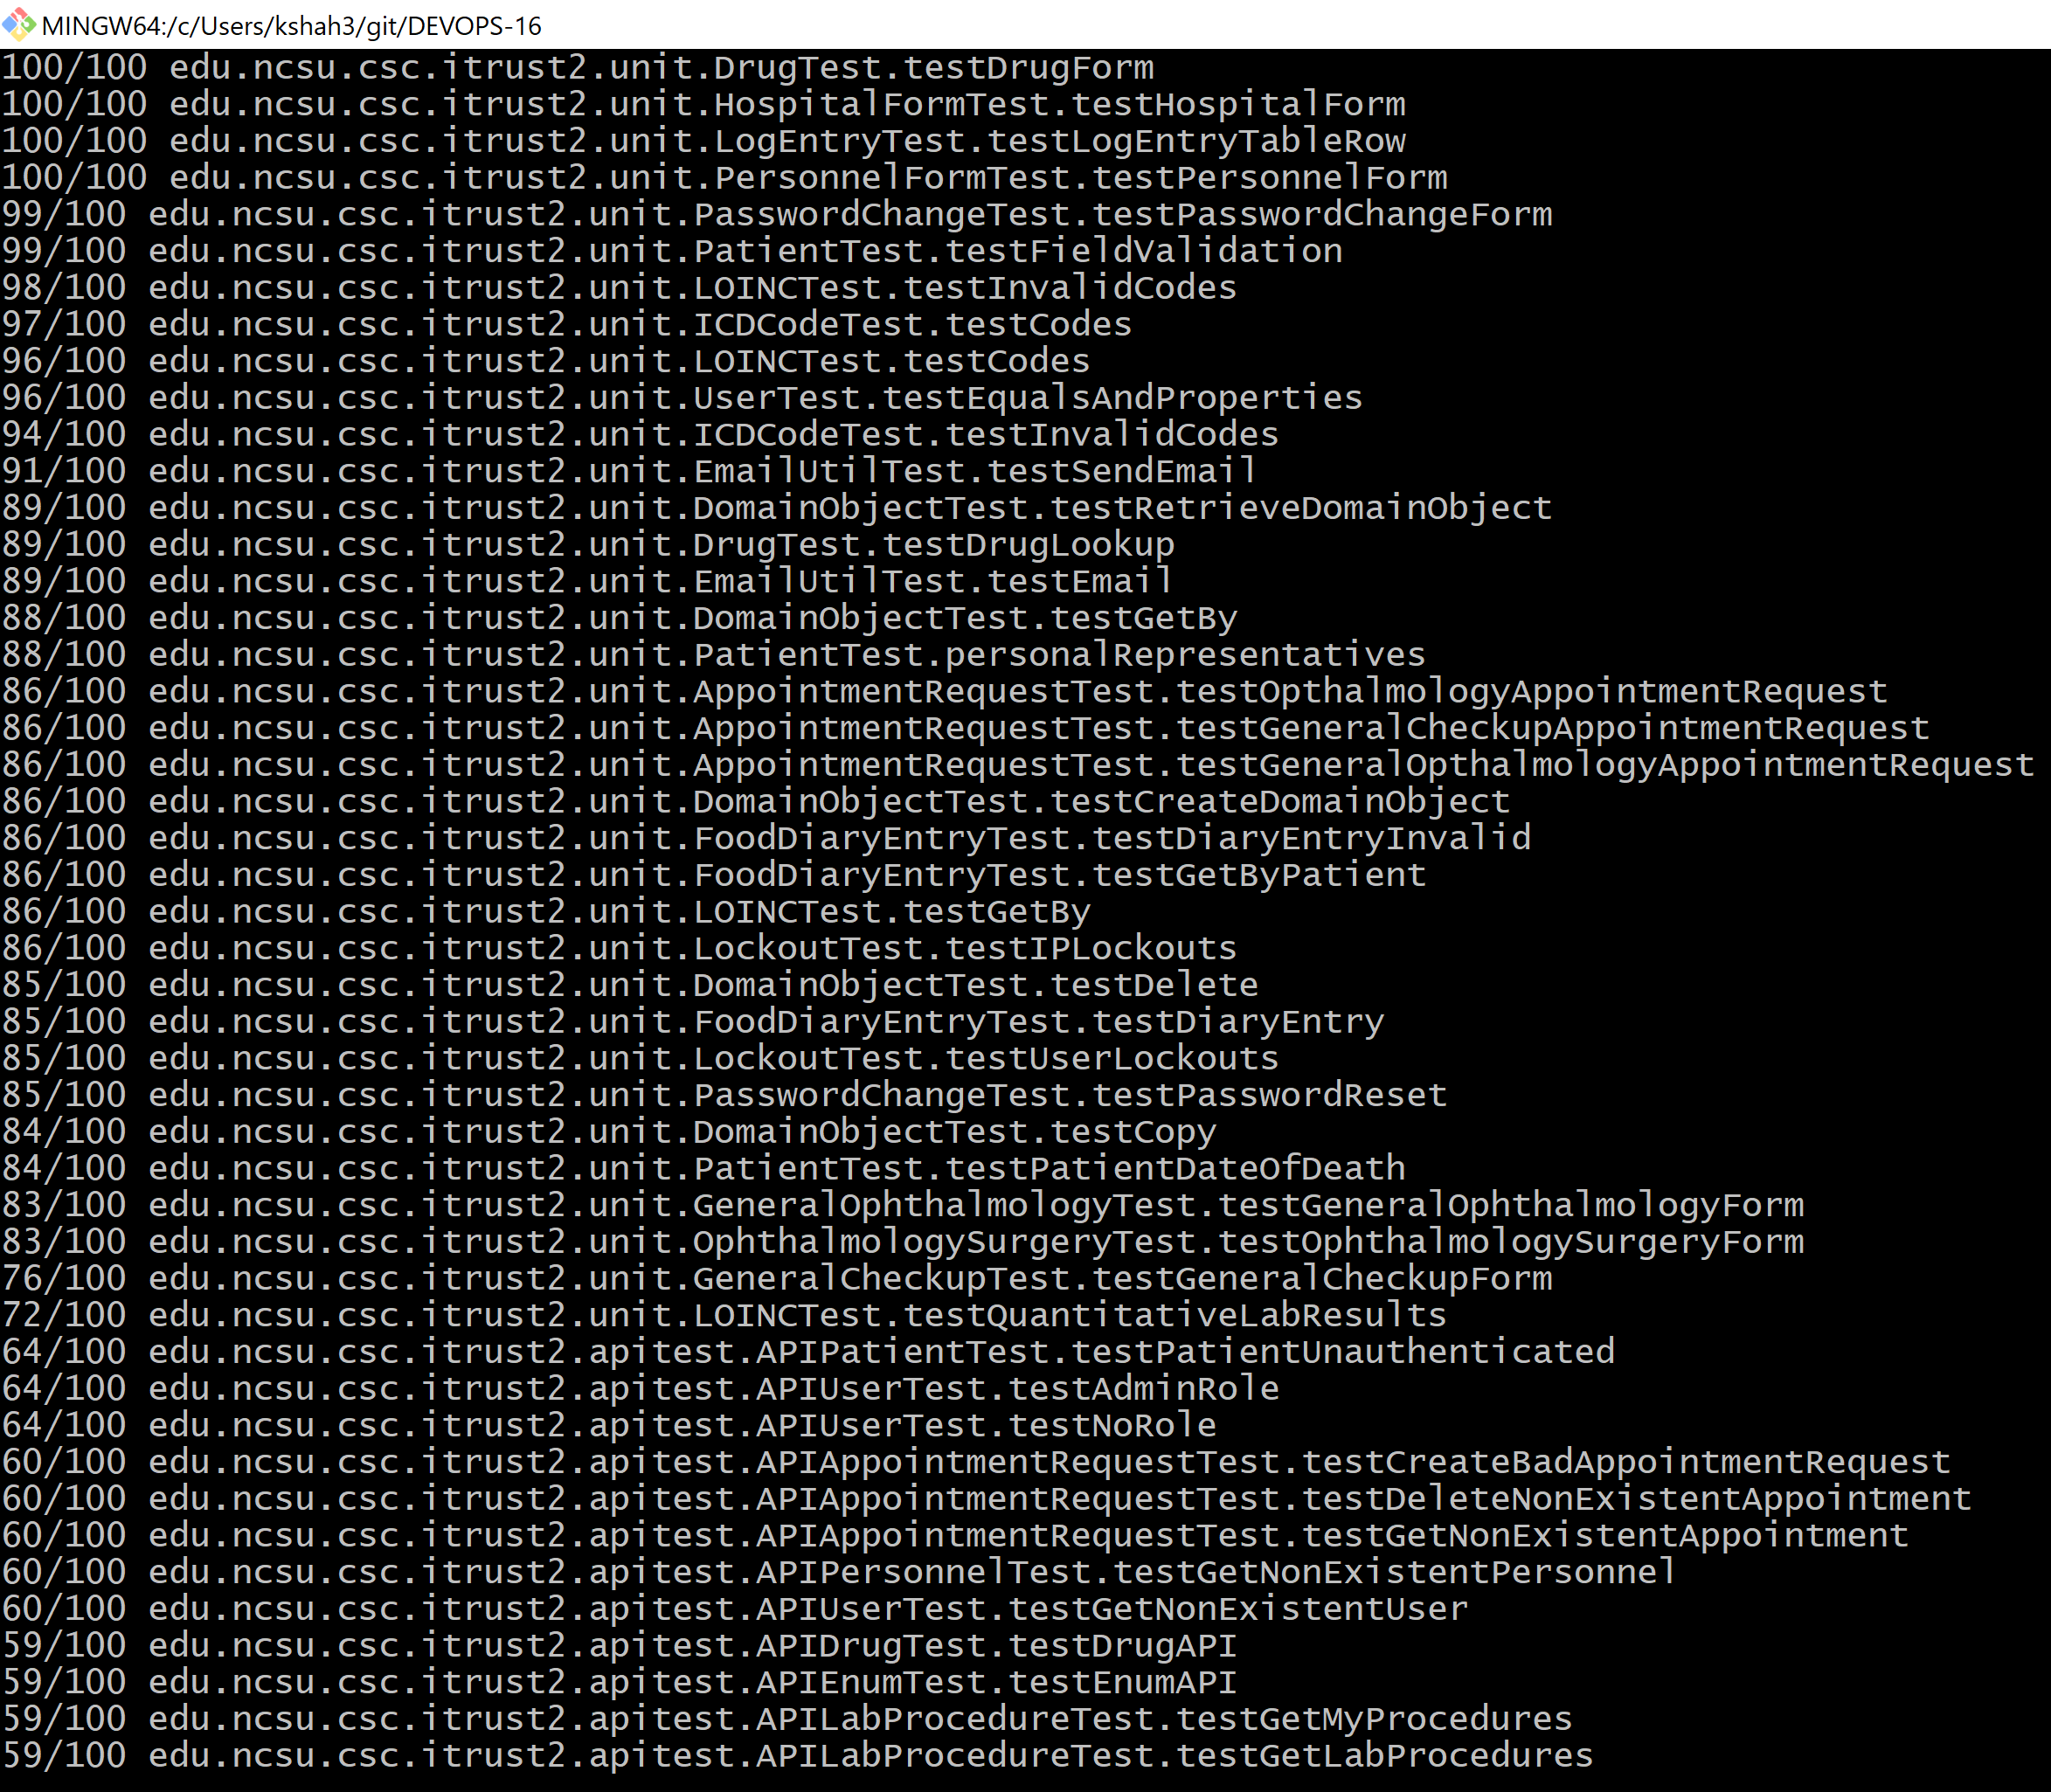 MINGW64:/c/Users/kshah3/git/DEVOPS-16
100/100 edu.ncsu.csc.itrust2.unit.DrugTest.testDrugForm
100/100 edu.ncsu.csc.itrust2.unit.HospitalFormTest.testHospitalForm
100/100 edu.ncsu.csc.itrust2.unit.LogEntryTest.testLogEntryTableRow
100/100 edu.ncsu.csc.itrust2.unit.PersonnelFormTest.testPersonnelForm
99/100 edu.ncsu.csc.itrust2.unit.PasswordChangeTest.testPasswordChangeForm
99/100 edu.ncsu.csc.itrust2.unit.PatientTest.testFieldValidation
98/100 edu.ncsu.csc.itrust2.unit.LOINCTest.testInvalidCodes
97/100 edu.ncsu.csc.itrust2.unit.ICDCodeTest.testCodes
96/100 edu.ncsu.csc.itrust2.unit.LOINCTest.testCodes
96/100 edu.ncsu.csc.itrust2.unit.UserTest.testEqualsAndProperties
94/100 edu.ncsu.csc.itrust2.unit.ICDCodeTest.testInvalidCodes
91/100 edu.ncsu.csc.itrust2.unit.EmailUtilTest.testSendEmail
89/100 edu.ncsu.csc.itrust2.unit.DomainObjectTest.testRetrieveDomainObject
89/100 edu.ncsu.csc.itrust2.unit.DrugTest.testDrugLookup
89/100 edu.ncsu.csc.itrust2.unit.EmailUtilTest.testEmail
88/100 edu.ncsu.csc.itrust2.unit.DomainObjectTest.testGetBy
88/100 edu.ncsu.csc.itrust2.unit.PatientTest.personalRepresentatives
86/100 edu.ncsu.csc.itrust2.unit.AppointmentRequestTest.testOpthalmologyAppointmentRequest
86/100 edu.ncsu.csc.itrust2.unit.AppointmentRequestTest.testGeneralCheckupAppointmentRequest
86/100 edu.ncsu.csc.itrust2.unit.AppointmentRequestTest.testGeneralOpthalmologyAppointmentRequest
86/100 edu.ncsu.csc.itrust2.unit.DomainObjectTest.testCreateDomainObject
86/100 edu.ncsu.csc.itrust2.unit.FoodDiaryEntryTest.testDiaryEntryInvalid
86/100 edu.ncsu.csc.itrust2.unit.FoodDiaryEntryTest.testGetByPatient
86/100 edu.ncsu.csc.itrust2.unit.LOINCTest.testGetBy
86/100 edu.ncsu.csc.itrust2.unit.LockoutTest.testIPLockouts
85/100 edu.ncsu.csc.itrust2.unit.DomainObjectTest.testDelete
85/100 edu.ncsu.csc.itrust2.unit.FoodDiaryEntryTest.testDiaryEntry
85/100 edu.ncsu.csc.itrust2.unit.LockoutTest.testUserLockouts
85/100 edu.ncsu.csc.itrust2.unit.PasswordChangeTest.testPasswordReset
84/100 edu.ncsu.csc.itrust2.unit.DomainObjectTest.testCopy
84/100 edu.ncsu.csc.itrust2.unit.PatientTest.testPatientDateOfDeath
83/100 edu.ncsu.csc.itrust2.unit.GeneralOphthalmologyTest.testGeneralOphthalmologyForm
83/100 edu.ncsu.csc.itrust2.unit.OphthalmologySurgeryTest.testOphthalmologySurgeryForm
76/100 edu.ncsu.csc.itrust2.unit.GeneralCheckupTest.testGeneralCheckupForm
72/100 edu.ncsu.csc.itrust2.unit.LOINCTest.testQuantitativeLabResults
64/100 edu.ncsu.csc.itrust2.apitest.APIPatientTest.testPatientUnauthenticated
64/100 edu.ncsu.csc.itrust2.apitest.APIUserTest.testAdminRole
64/100 edu.ncsu.csc.itrust2.apitest.APIUserTest.testNoRole
60/100 edu.ncsu.csc.itrust2.apitest.APIAppointmentRequestTest.testCreateBadAppointmentRequest
60/100 edu.ncsu.csc.itrust2.apitest.APIAppointmentRequestTest.testDeleteNonExistentAppointment
60/100 edu.ncsu.csc.itrust2.apitest.APIAppointmentRequestTest.testGetNonExistentAppointment
60/100 edu.ncsu.csc.itrust2.apitest.APIPersonnelTest.testGetNonExistentPersonnel
60/100 edu.ncsu.csc.itrust2.apitest.APIUserTest.testGetNonExistentUser
59/100 edu.ncsu.csc.itrust2.apitest.APIDrugTest.testDrugAPI
59/100 edu.ncsu.csc.itrust2.apitest.APIEnumTest.testEnumAPI
59/100 edu.ncsu.csc.itrust2.apitest.APILabProcedureTest.testGetMyProcedures
59/100 edu.ncsu.csc.itrust2.apitest.APILabProcedureTest.testGetLabProcedures